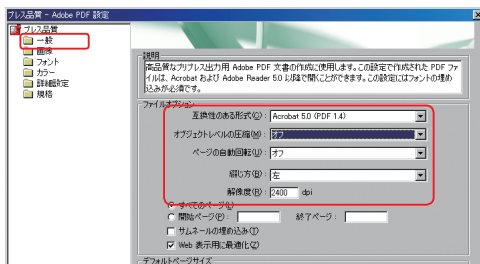 プレス品質 - Adobe PDF 設定
プレス品質
一般
画像
フォント
カラー
詳細設定
規格
説明
高品質なプリプレス出力用 Adobe PDF 文書の作成に使用します。この設定で作成された PDF ファ
イルは、Acrobat および Adobe Reader 5.0 以降で開くことができます。この設定にはフォントの埋め
込みが必須です。
ファイルオプション
互換性のある形式(C): Acrobat 5.0 (PDF 1.4)
オブジェクトレベルの圧縮(M): オフ
ページの自動回転(U): オフ
綴じ方(B): 左
解像度(R): 2400 dpi
すべてのページ(L)
開始ページ(P): 終了ページ:
サムネールの埋め込み(T)
Web 表示用に最適化(Z)
デフォルトページサイズ